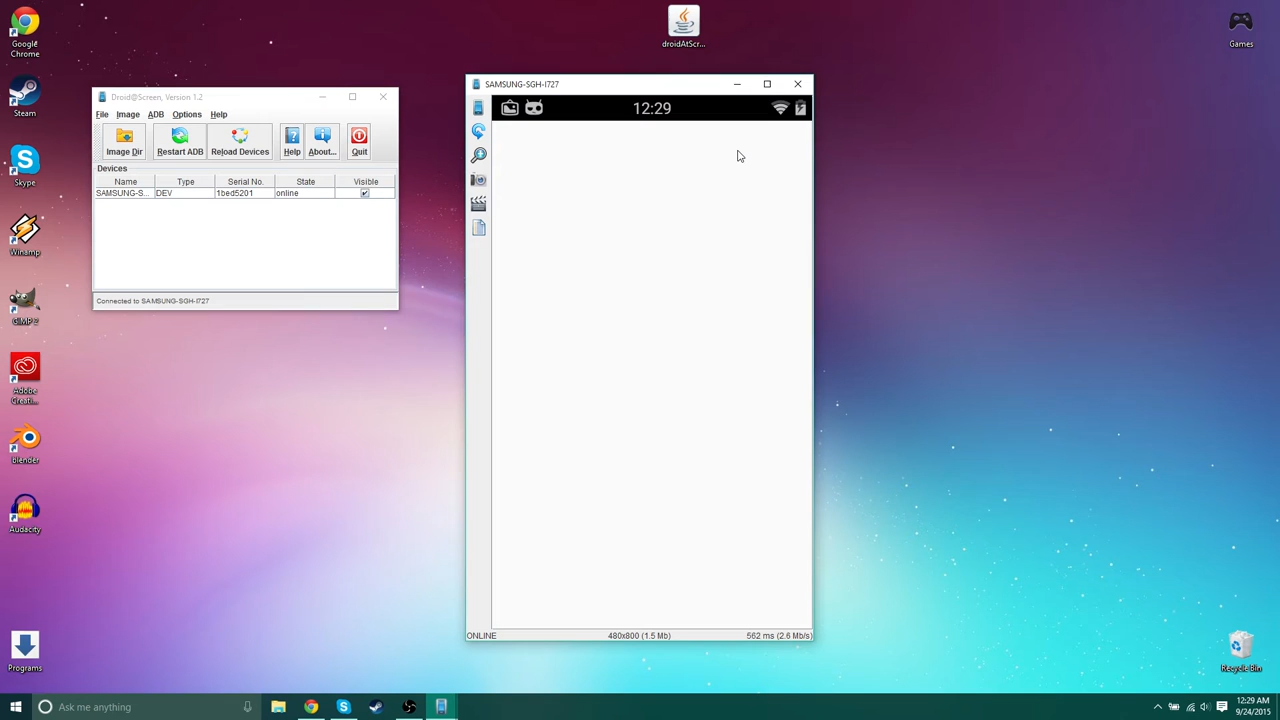 Google Chrome
Steam
Skype
Winamp
GIMP 2
Adobe Creati...
Blender
Audacity
Programs
droidAtScr...
Games
Recycle Bin
Droid@Screen, Version 1.2
File Image ADB Options Help
Image Dir Restart ADB Reload Devices Help About... Quit
Devices
Name Type Serial No. State Visible
SAMSUNG-S... DEV 1bed5201 online
Connected to SAMSUNG-SGH-I727
SAMSUNG-SGH-I727
12:29
ONLINE 480x800 (1.5 Mb) 562 ms (2.6 Mb/s)
Ask me anything
12:29 AM
9/24/2015